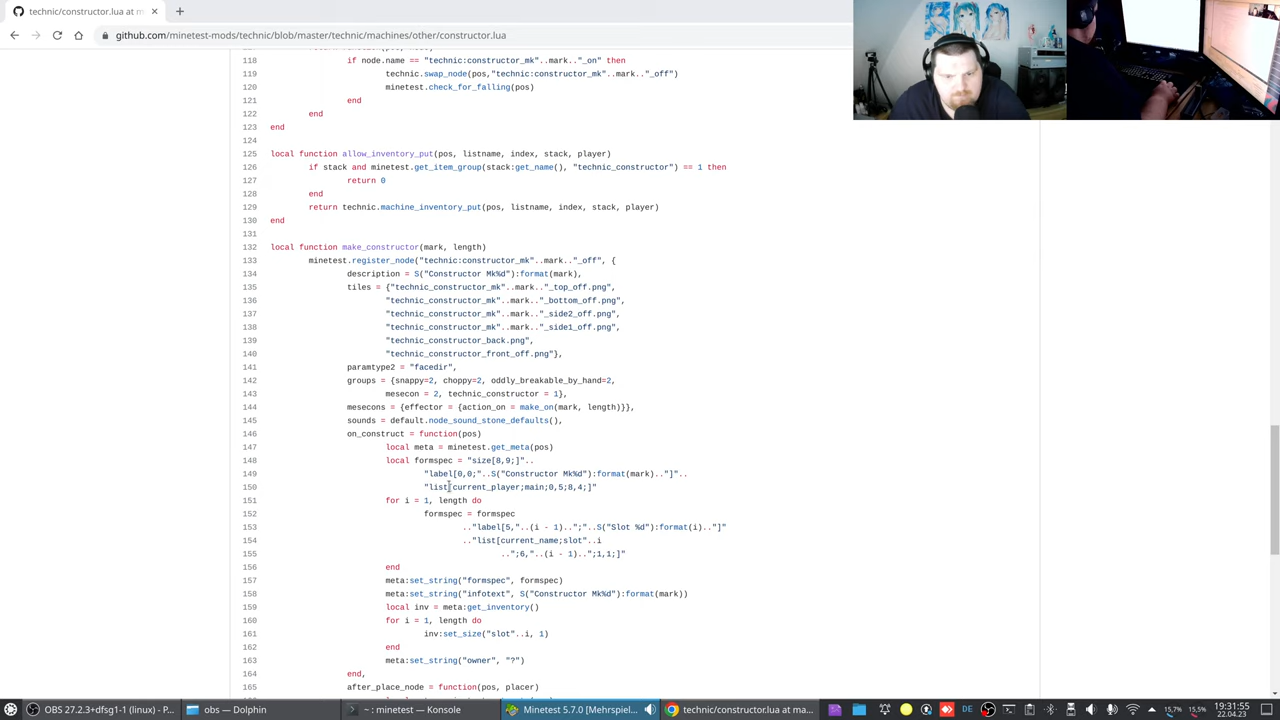 technic/constructor.lua at m
github.com/minetest-mods/technic/blob/master/technic/machines/other/constructor.lua
118 if node.name == "technic:constructor_mk"..mark.."_on" then
119 technic.swap_node(pos,"technic:constructor_mk"..mark.."_off")
120 minetest.check_for_falling(pos)
121 end
122 end
123 end
124
125 local function allow_inventory_put(pos, listname, index, stack, player)
126 if stack and minetest.get_item_group(stack:get_name(), "technic_constructor") == 1 then
127 return 0
128 end
129 return technic.machine_inventory_put(pos, listname, index, stack, player)
130 end
131
132 local function make_constructor(mark, length)
133 minetest.register_node("technic:constructor_mk"..mark.."_off", {
134 description = S("Constructor Mk%d"):format(mark),
135 tiles = {"technic_constructor_mk"..mark.."_top_off.png",
136 "technic_constructor_mk"..mark.."_bottom_off.png",
137 "technic_constructor_mk"..mark.."_side2_off.png",
138 "technic_constructor_mk"..mark.."_side1_off.png",
139 "technic_constructor_back.png",
140 "technic_constructor_front_off.png"},
141 paramtype2 = "facedir",
142 groups = {snappy=2, choppy=2, oddly_breakable_by_hand=2,
143 mesecon = 2, technic_constructor = 1},
144 mesecons = {effector = {action_on = make_on(mark, length)}},
145 sounds = default.node_sound_stone_defaults(),
146 on_construct = function(pos)
147 local meta = minetest.get_meta(pos)
148 local formspec = "size[8,9;]"..
149 "label[0,0;"..S("Constructor Mk%d"):format(mark).."]"..
150 "list[current_player;main;0,5;8,4;]"
151 for i = 1, length do
152 formspec = formspec
153 .."label[5,"..(i - 1)..";"..S("Slot %d"):format(i).."]"
154 .."list[current_name;slot"..i
155 ..";6,"..(i - 1)..";1,1;]"
156 end
157 meta:set_string("formspec", formspec)
158 meta:set_string("infotext", S("Constructor Mk%d"):format(mark))
159 local inv = meta:get_inventory()
160 for i = 1, length do
161 inv:set_size("slot"..i, 1)
162 end
163 meta:set_string("owner", "?")
164 end,
165 after_place_node = function(pos, placer)
OBS 27.2.3+dfsg1-1 (linux) - P... obs — Dolphin ~ : minetest — Konsole Minetest 5.7.0 [Mehrspiel... technic/constructor.lua at ma... DE 15,7% 15,5% 19:31:55
22.04.23